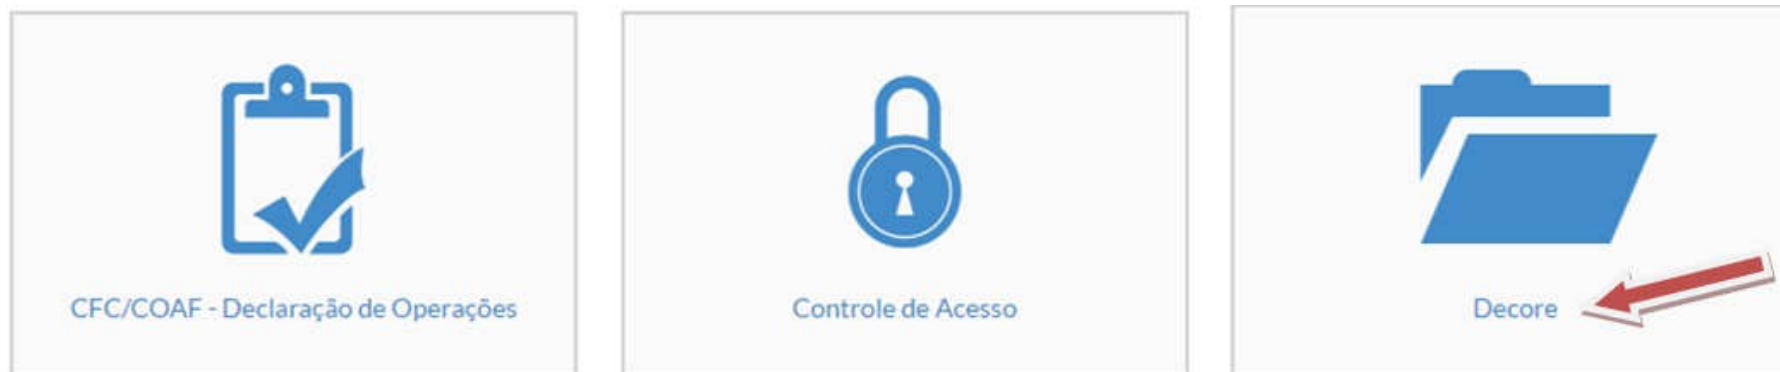 CFC/COAF - Declaração de Operações
Controle de Acesso
Decore